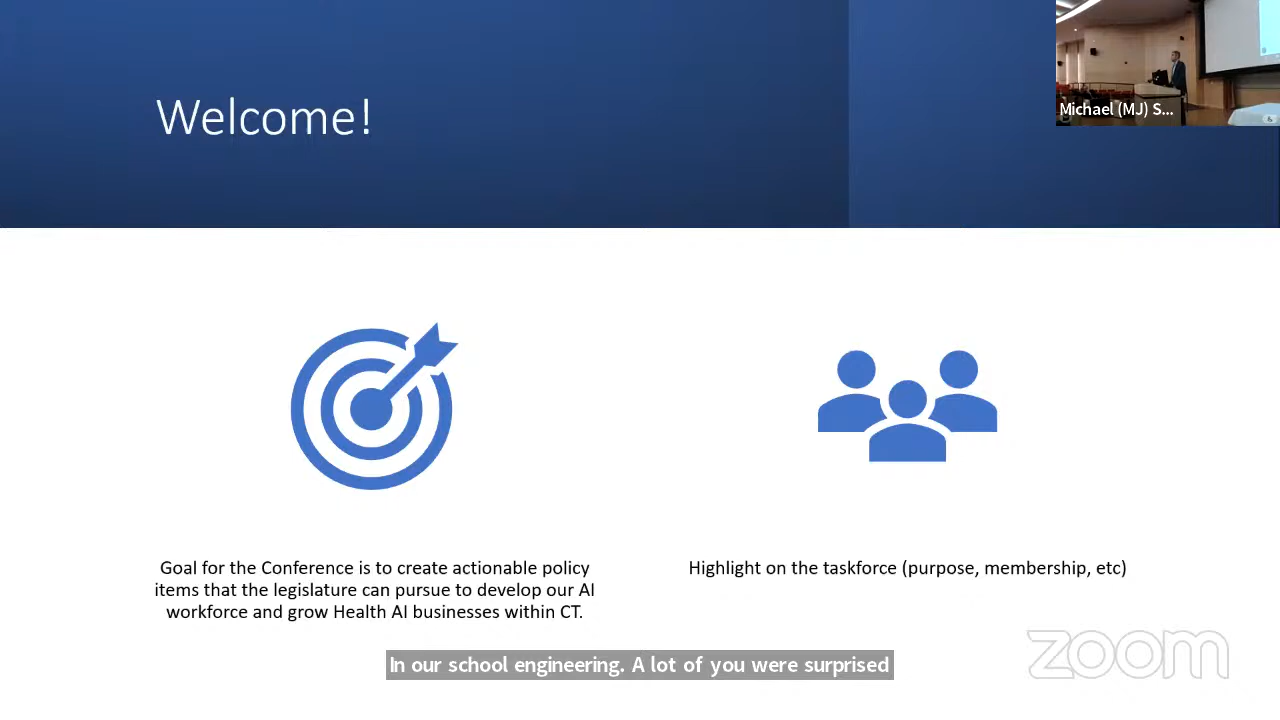 Welcome!
Michael (MJ) S...
Goal for the Conference is to create actionable policy
items that the legislature can pursue to develop our AI
workforce and grow Health AI businesses within CT.
Highlight on the taskforce (purpose, membership, etc)
In our school engineering. A lot of you were surprised
zoom